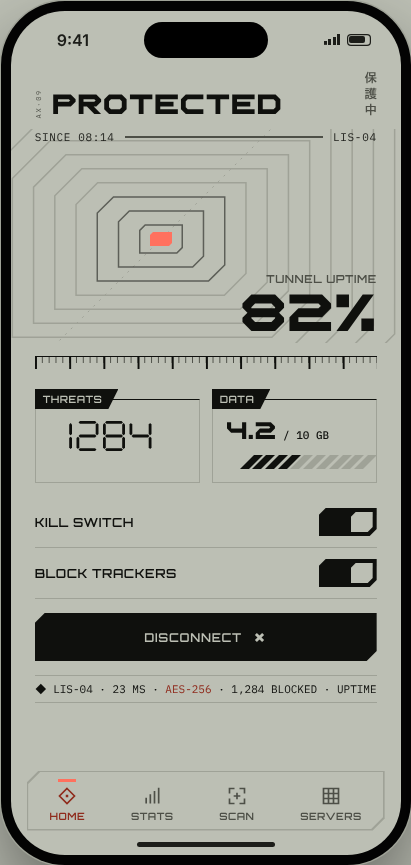 9:41
AX-09
PROTECTED
保護中
SINCE 08:14
LIS-04
TUNNEL UPTIME
82%
THREATS
1284
DATA
4.2 / 10 GB
KILL SWITCH
BLOCK TRACKERS
DISCONNECT ✖
◆ LIS-04 · 23 MS · AES-256 · 1,284 BLOCKED · UPTIME
HOME
STATS
SCAN
SERVERS